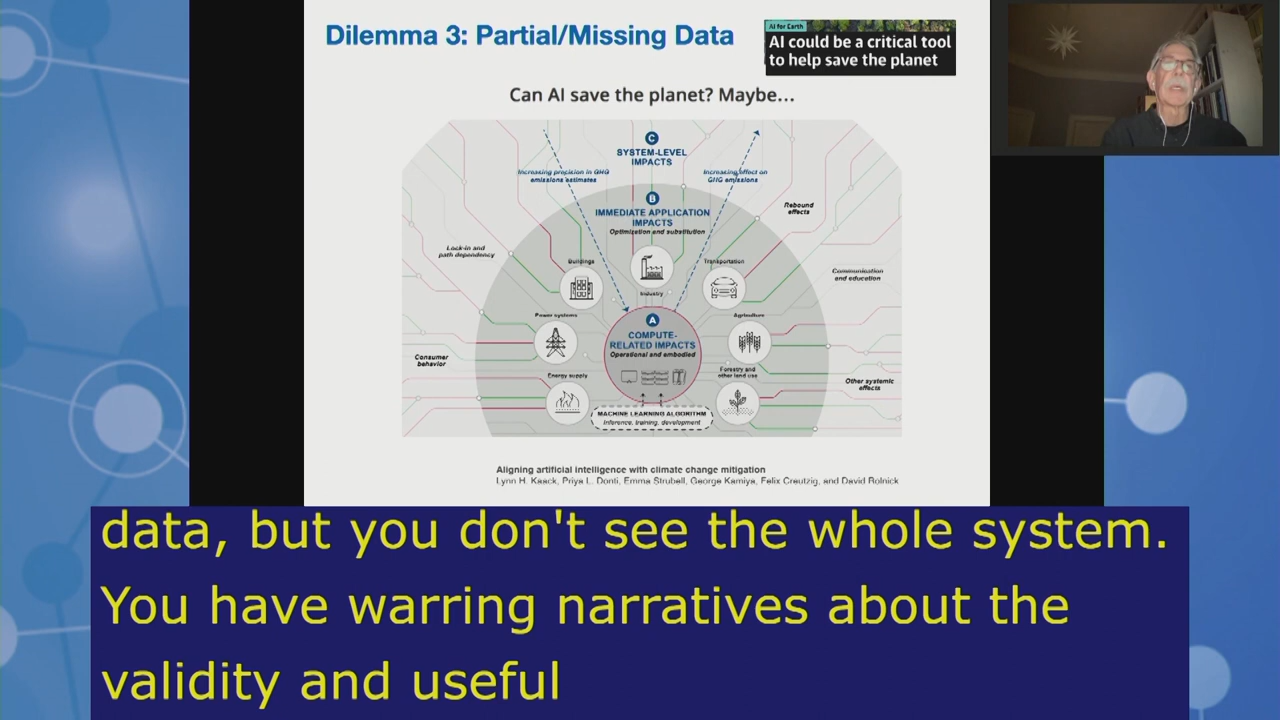 Dilemma 3: Partial/Missing Data
AI for Earth
AI could be a critical tool
to help save the planet
Can AI save the planet? Maybe...
C
SYSTEM-LEVEL
IMPACTS
Increasing precision in GHG
emissions estimates
Increasing effect on
GHG emissions
B
IMMEDIATE APPLICATION
IMPACTS
Optimization and substitution
Rebound
effects
Lock-in and
path dependency
Buildings
Industry
Transportation
Communication
and education
Power systems
Agriculture
A
COMPUTE-
RELATED IMPACTS
Operational and embodied
Consumer
behavior
Energy supply
Forestry and
other land use
Other systemic
effects
MACHINE LEARNING ALGORITHM
Inference, training, development
Aligning artificial intelligence with climate change mitigation
Lynn H. Kaack, Priya L. Donti, Emma Strubell, George Kamiya, Felix Creutzig, and David Rolnick
data, but you don't see the whole system.
You have warring narratives about the
validity and useful